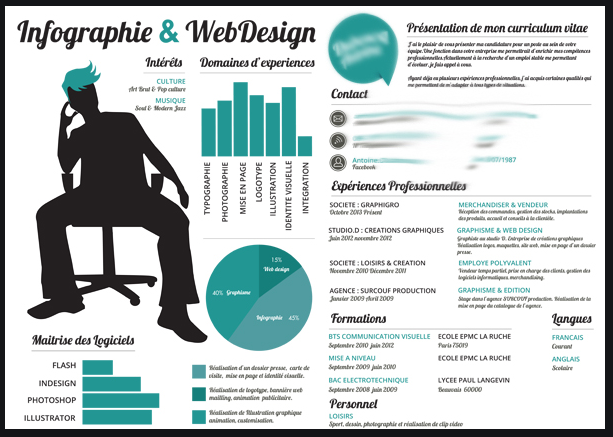 Infographie & WebDesign
Intérêts
CULTURE
Art Brut & Pop culture
MUSIQUE
Soul & Modern Jazz
Domaines d'experiences
TYPOGRAPHIE
PHOTOGRAPHIE
MISE EN PAGE
LOGOTYPE
ILLUSTRATION
IDENTITE VISUELLE
INTEGRATION
15%
Web design
40% Graphisme
Infographie 45%
Maitrise des Logiciels
FLASH
INDESIGN
PHOTOSHOP
ILLUSTRATOR
Réalisation d'un dossier presse, carte de
visite, mise en page et identité visuelle.
Réalisation de logotype, bannière web
mailling, animation publicitaire.
Réalisation de Illustration graphique
animation, customisation.
Présentation de mon curriculum vitae
J'ai le plaisir de vous présenter ma candidature pour un poste au sein de votre
équipe. Une fonction dans votre entreprise me permettrait d'enrichir mes compétences
professionnelles. Actuellement à la recherche d'un emploi stable me permettant
d'évoluer, je fais appel à vous.
Ayant déja eu plusieurs expériences professionnelles, j'ai acquis certaines qualités qui
me permettent de m'adapter à tous types de situations.
Contact
Antoine
/1987
Facebook
Expériences Professionnelles
SOCIETE : GRAPHIGRO
Octobre 2013 Présent
MERCHANDISER & VENDEUR
Réception des commandes, gestion des stocks, implantations
des produits, accueil et conseils à la clientèle.
STUDIO.D : CREATIONS GRAPHIQUES
Juin 2012 novembre 2012
GRAPHISME & WEB DESIGN
Graphiste au studio D. Entreprise de créations graphiques
Réalisation logos, maquettes, site web, mise en page d'un dossier
presse.
SOCIETE : LOISIRS & CREATION
Novembre 2010 Décembre 2011
EMPLOYE POLYVALENT
Vendeur temps partiel, prise en charge des clients, gestion des
logiciels informatiques, merchandising.
AGENCE : SURCOUF PRODUCTION
Janvier 2009 Avril 2009
GRAPHISME & EDITION
Stage dans l'agence SURCOUF production. Réalisation de la
mise en page du catalogue de l'agence.
Formations
BTS COMMUNICATION VISUELLE
Septembre 2010 juin 2012
ECOLE EPMC LA RUCHE
Paris 75019
MISE A NIVEAU
Septembre 2009 juin 2010
ECOLE EPMC LA RUCHE
BAC ELECTROTECHNIQUE
Septembre 2008 juin 2009
LYCEE PAUL LANGEVIN
Beauvais 60000
Langues
FRANCAIS
Courant
ANGLAIS
Scolaire
Personnel
LOISIRS
Sport, dessin, photographie et réalisation de clip video